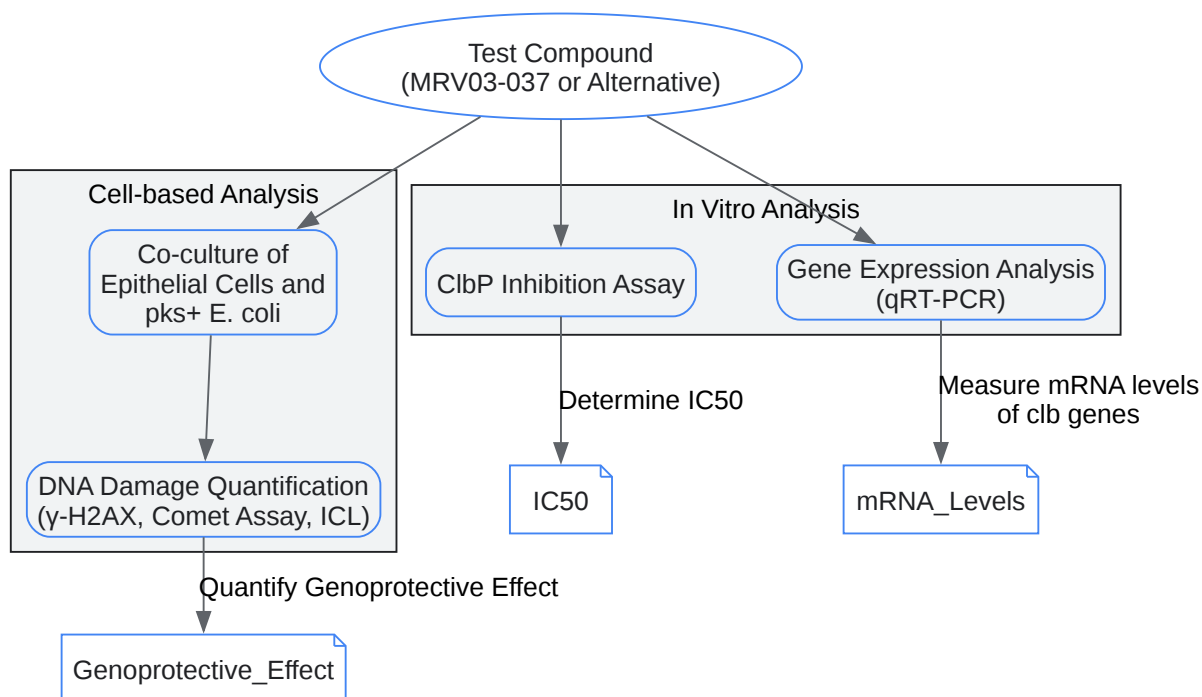 Test Compound
(MRV03-037 or Alternative)
Cell-based Analysis
In Vitro Analysis
Co-culture of
Epithelial Cells and
pks+ E. coli
ClbP Inhibition Assay
Gene Expression Analysis
(qRT-PCR)
Determine IC50
Measure mRNA levels
of clb genes
DNA Damage Quantification
(γ-H2AX, Comet Assay, ICL)
IC50
mRNA_Levels
Quantify Genoprotective Effect
Genoprotective_Effect